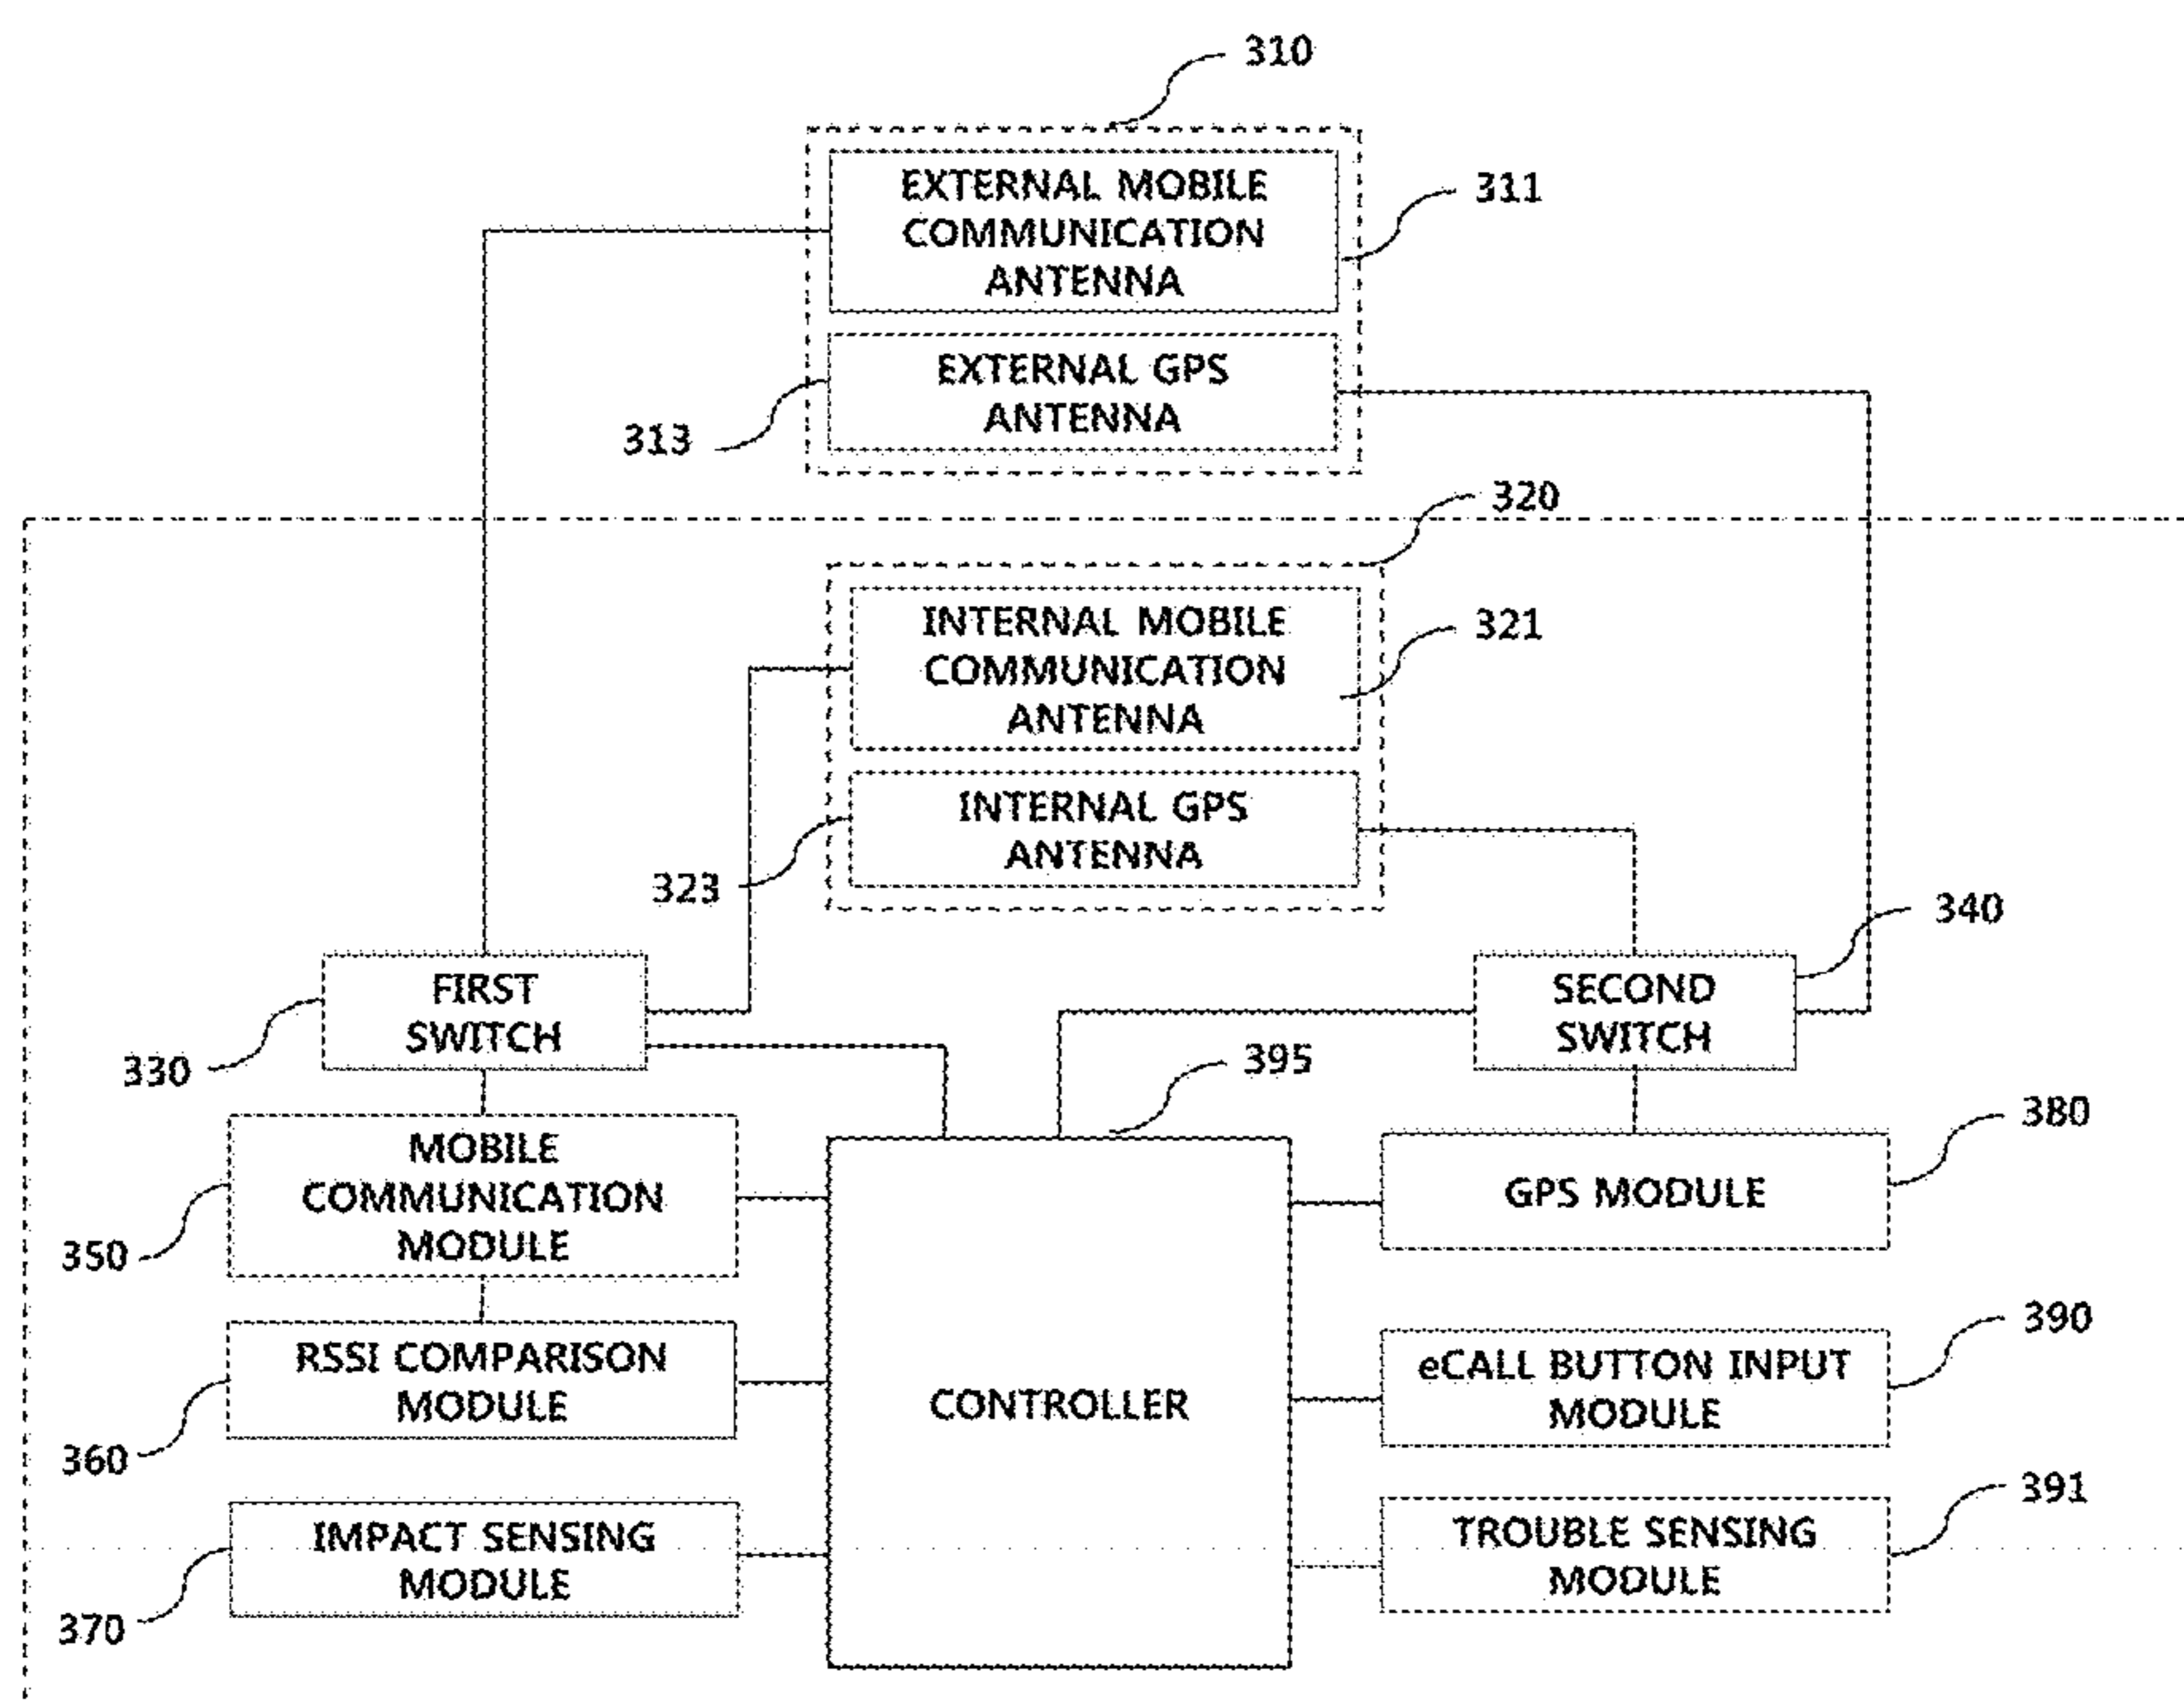 310
EXTERNAL MOBILE
COMMUNICATION
ANTENNA
311
EXTERNAL GPS
ANTENNA
313
320
INTERNAL MOBILE
COMMUNICATION
ANTENNA
321
INTERNAL GPS
ANTENNA
323
340
FIRST
SWITCH
330
SECOND
SWITCH
395
MOBILE
COMMUNICATION
MODULE
350
380
GPS MODULE
RSSI COMPARISON
MODULE
360
CONTROLLER
390
eCALL BUTTON INPUT
MODULE
IMPACT SENSING
MODULE
370
391
TROUBLE SENSING
MODULE